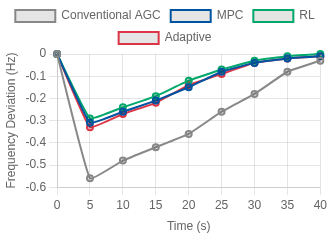 Conventional AGC MPC RL
Adaptive
Frequency Deviation (Hz)
0
-0.1
-0.2
-0.3
-0.4
-0.5
-0.6
0 5 10 15 20 25 30 35 40
Time (s)